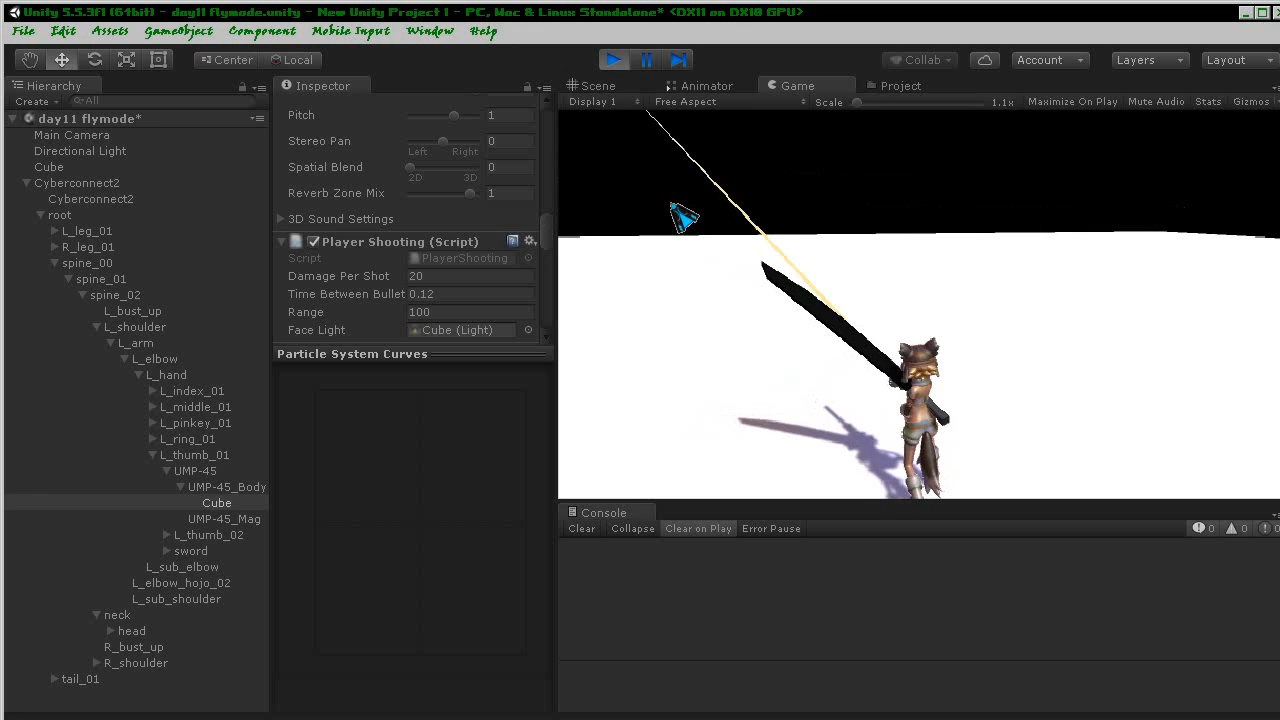 Unity 5.5.3f1 (64bit) - day11 flymode.unity - New Unity Project 1 - PC, Mac & Linux Standalone* <DX11 on DX10 GPU>
File Edit Assets GameObject Component Mobile Input Window Help
Center Local Collab Account Layers Layout
Hierarchy
Create All
day11 flymode*
Main Camera
Directional Light
Cube
Cyberconnect2
Cyberconnect2
root
L_leg_01
R_leg_01
spine_00
spine_01
spine_02
L_bust_up
L_shoulder
L_arm
L_elbow
L_hand
L_index_01
L_middle_01
L_pinkey_01
L_ring_01
L_thumb_01
UMP-45
UMP-45_Body
Cube
UMP-45_Mag
L_thumb_02
sword
L_sub_elbow
L_elbow_hojo_02
L_sub_shoulder
neck
head
R_bust_up
R_shoulder
tail_01
Inspector
Pitch 1
Stereo Pan 0
Left Right
Spatial Blend 0
2D 3D
Reverb Zone Mix 1
3D Sound Settings
Player Shooting (Script)
Script PlayerShooting
Damage Per Shot 20
Time Between Bullet 0.12
Range 100
Face Light Cube (Light)
Particle System Curves
Scene Animator Game Project
Display 1 Free Aspect Scale 1.1x Maximize On Play Mute Audio Stats Gizmos
Console
Clear Collapse Clear on Play Error Pause 0 0 0